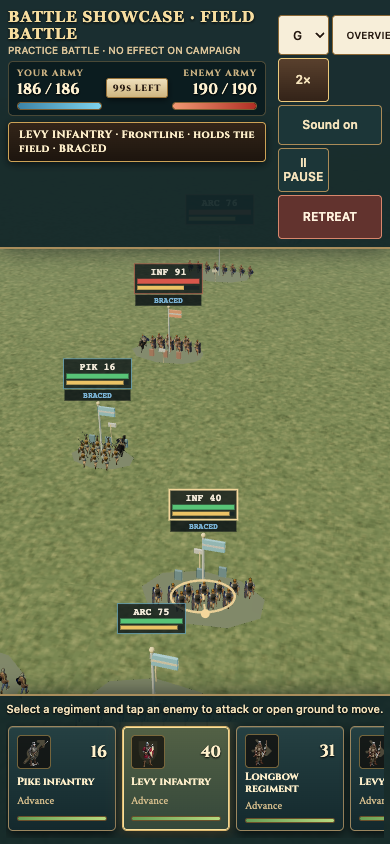 BATTLE SHOWCASE · FIELD
BATTLE
PRACTICE BATTLE · NO EFFECT ON CAMPAIGN
YOUR ARMY
186 / 186
99s LEFT
ENEMY ARMY
190 / 190
LEVY INFANTRY · FRONTLINE · HOLDS THE
FIELD · BRACED
G
OVERVIE
2×
Sound on
II
PAUSE
RETREAT
ARC 76
INF 91
BRACED
PIK 16
BRACED
INF 40
BRACED
ARC 75
Select a regiment and tap an enemy to attack or open ground to move.
16
PIKE INFANTRY
Advance
40
LEVY INFANTRY
Advance
31
LONGBOW
REGIMENT
Advance
LEVY
Advance